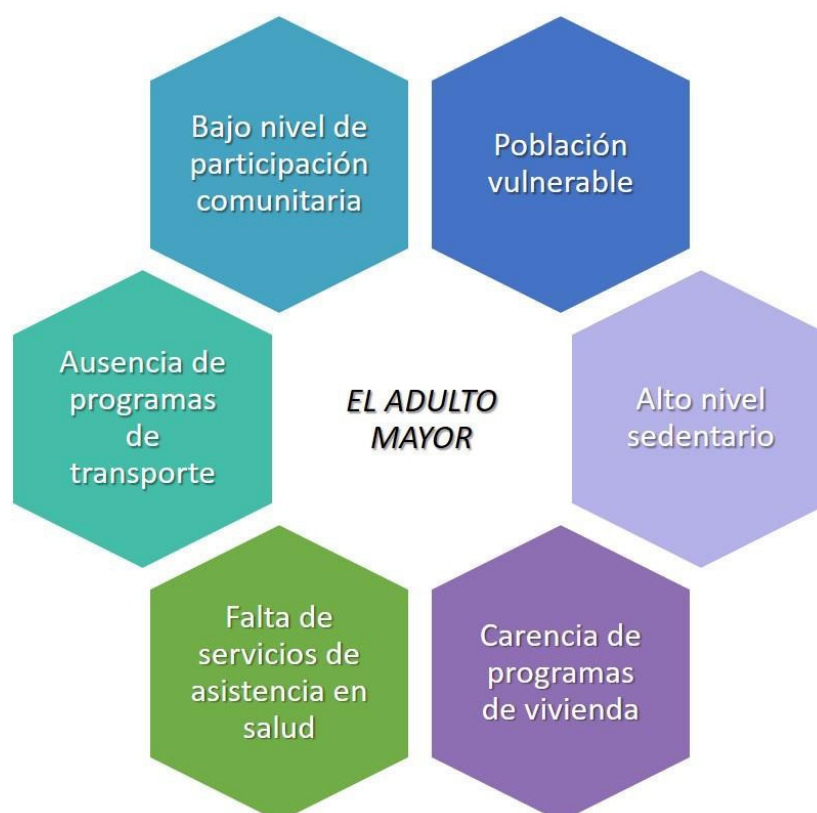 Bajo nivel de
participación
comunitaria
Población
vulnerable
Ausencia de
programas
de
transporte
EL ADULTO
MAYOR
Alto nivel
sedentario
Falta de
servicios de
asistencia en
salud
Carencia de
programas
de vivienda